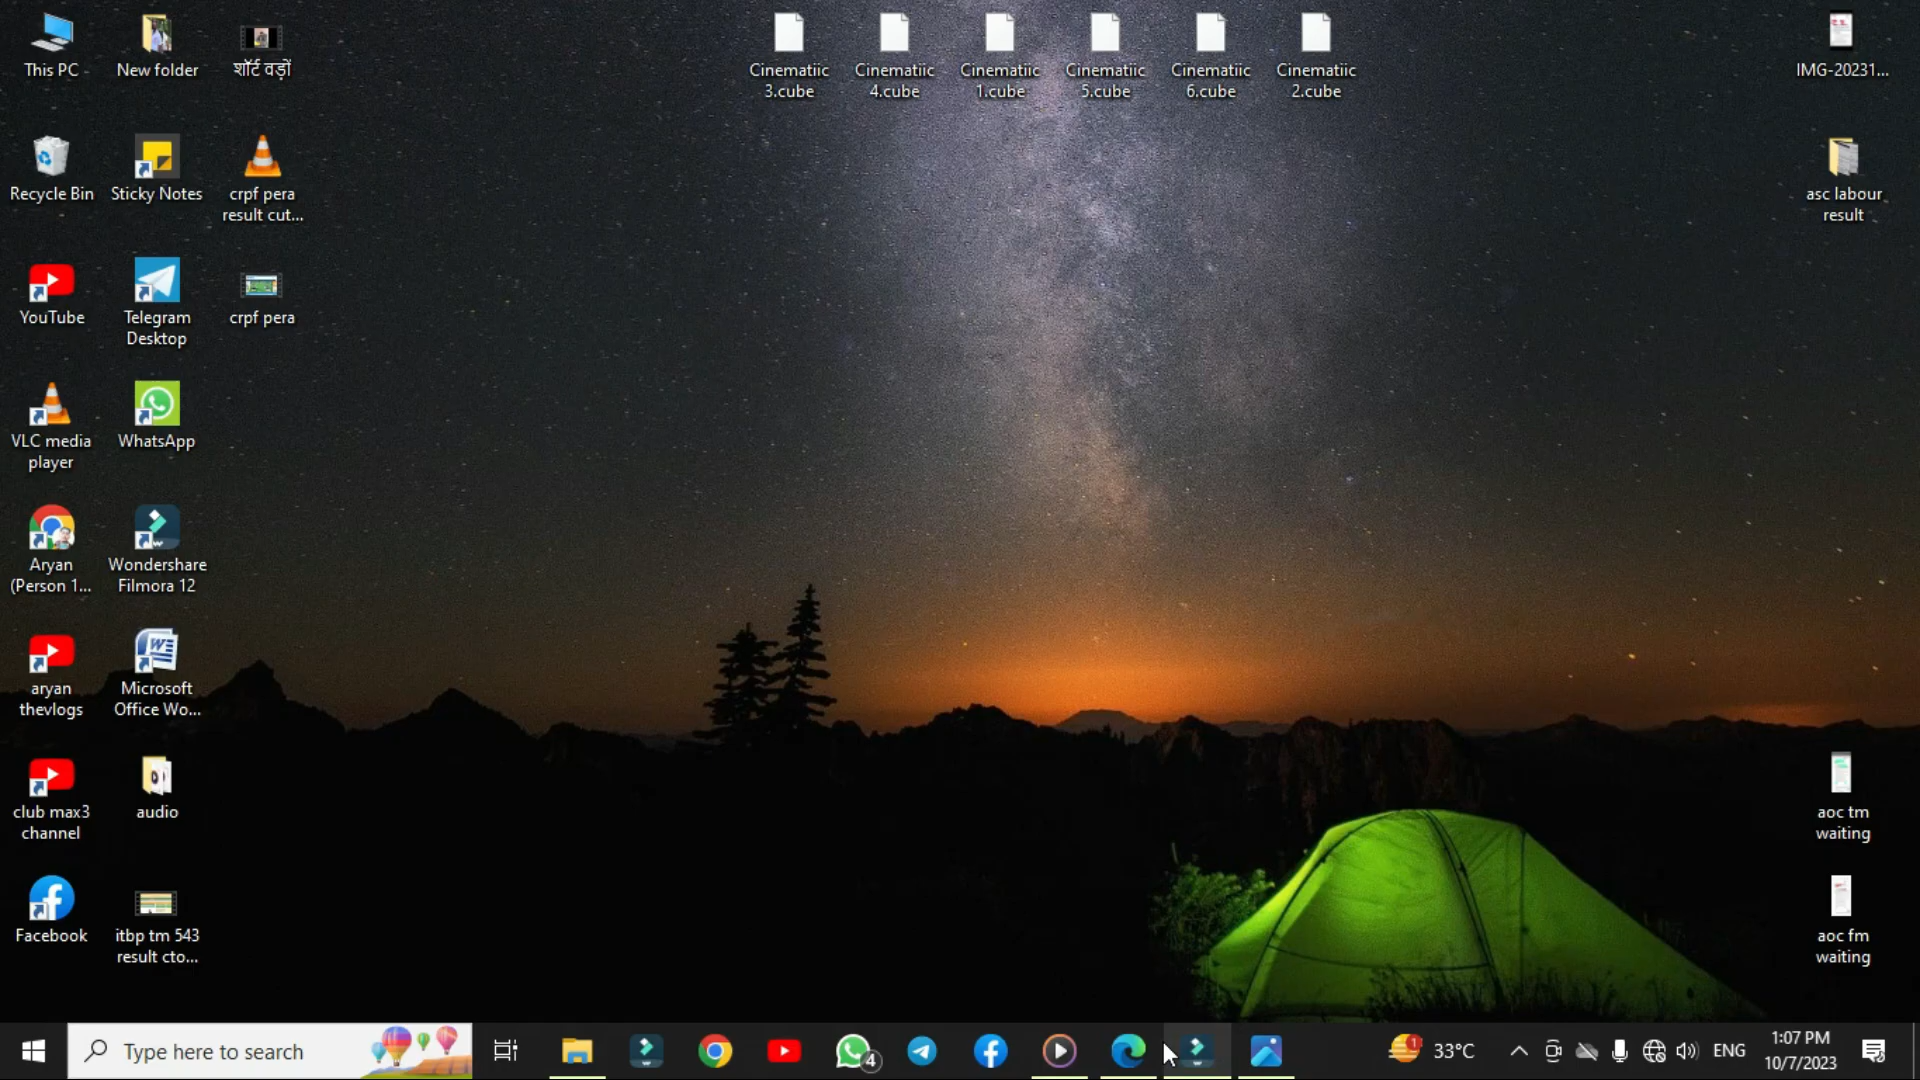 This PC
New folder
शॉर्ट वड़ों
Cinematiic
3.cube
Cinematiic
4.cube
Cinematiic
1.cube
Cinematiic
5.cube
Cinematiic
6.cube
Cinematiic
2.cube
IMG-20231...
Recycle Bin
Sticky Notes
crpf pera
result cut...
asc labour
result
YouTube
Telegram
Desktop
crpf pera
VLC media
player
WhatsApp
Aryan
(Person 1...
Wondershare
Filmora 12
aryan
thevlogs
Microsoft
Office Wo...
club max3
channel
audio
aoc tm
waiting
Facebook
itbp tm 543
result cto...
aoc fm
waiting
Type here to search
4
1
33°C
ENG
1:07 PM
10/7/2023